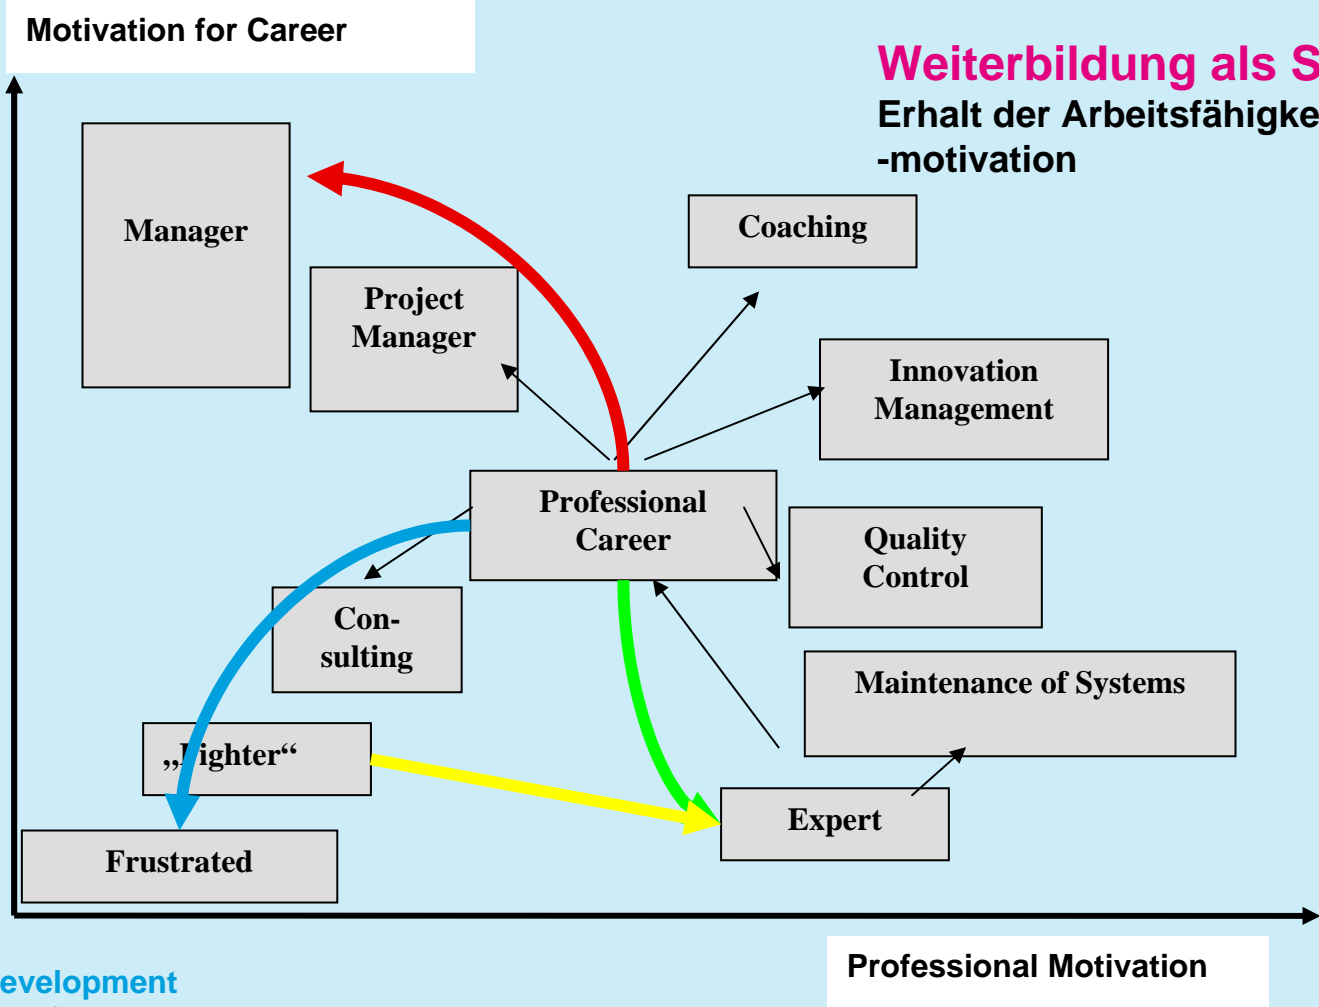 Motivation for Career
Weiterbildung als S
Erhalt der Arbeitsfähigke
-motivation
Manager
Coaching
Project
Manager
Innovation
Management
Professional
Career
Quality
Control
Con-
sulting
Maintenance of Systems
„Fighter“
Expert
Frustrated
Professional Motivation
evelopment